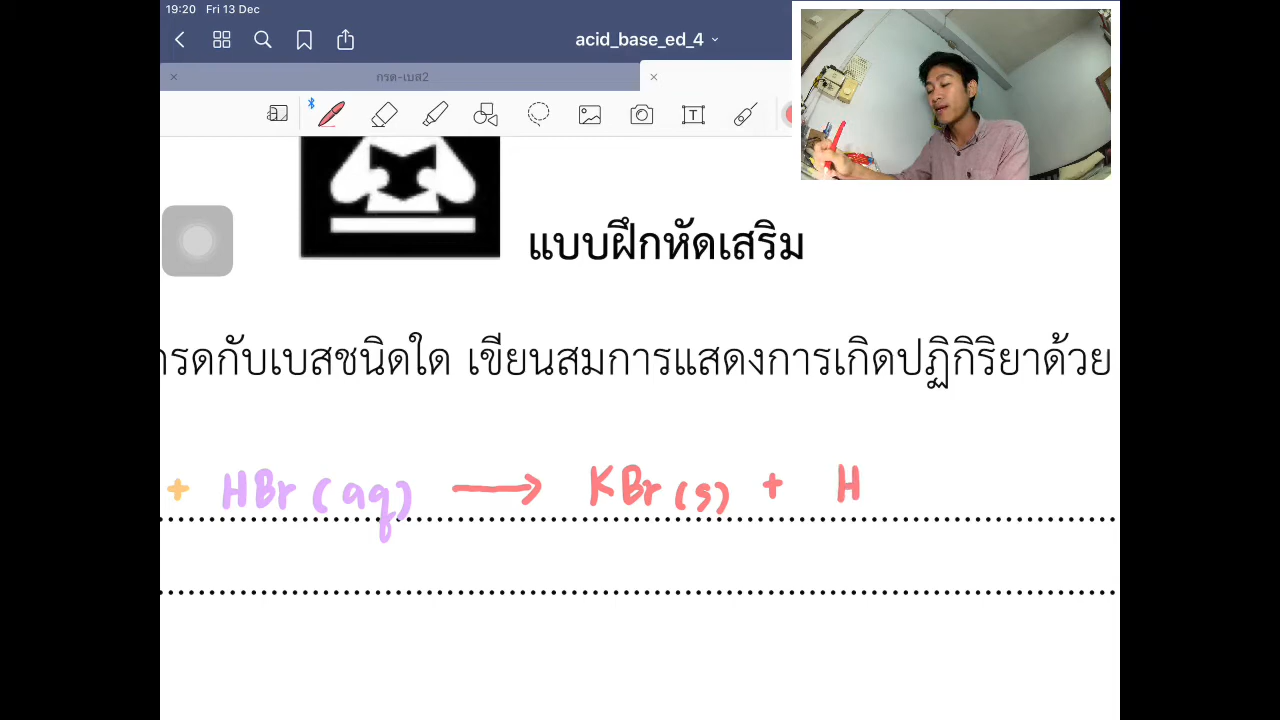 19:20 Fri 13 Dec
acid_base_ed_4
กรด-เบส2
แบบฝึกหัดเสริม
กรดกับเบสชนิดใด เขียนสมการแสดงการเกิดปฏิกิริยาด้วย
+ HBr (aq) ⟶ KBr (s) + H